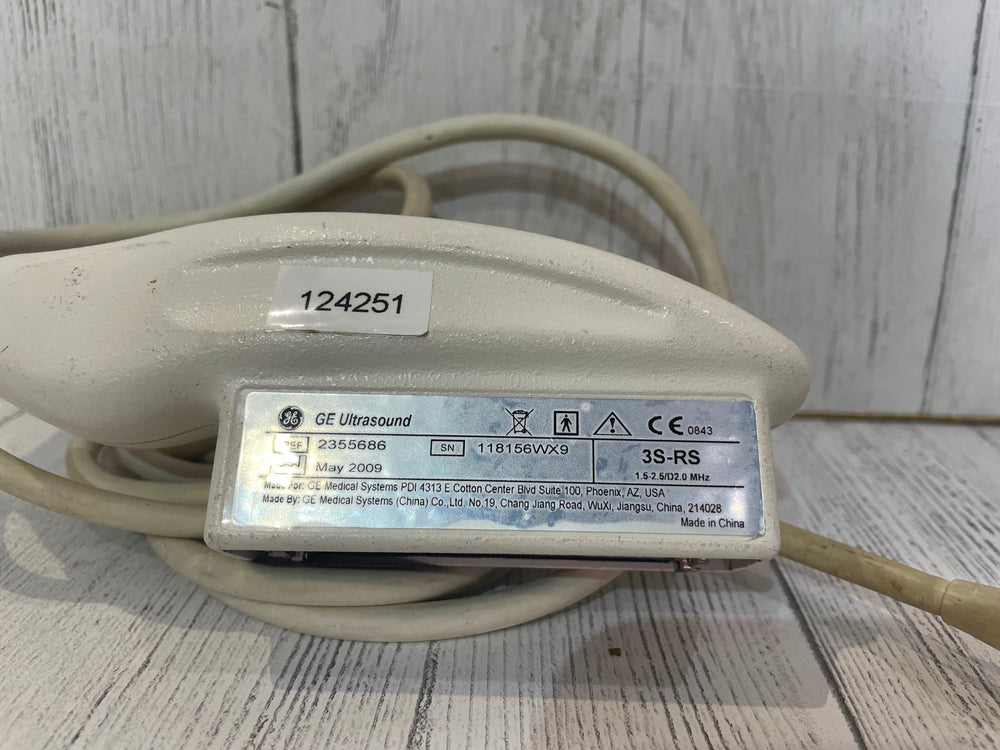 124251
GE Ultrasound
0843
REF 2355686
SN 118156WX9
3S-RS
May 2009
1.5-2.5/D2.0 MHz
Made For: GE Medical Systems PDI 4313 E Cotton Center Blvd Suite 100, Phoenix, AZ, USA
Made By: GE Medical Systems (China) Co.,Ltd. No.19, Chang Jiang Road, WuXi, Jiangsu, China, 214028
Made in China